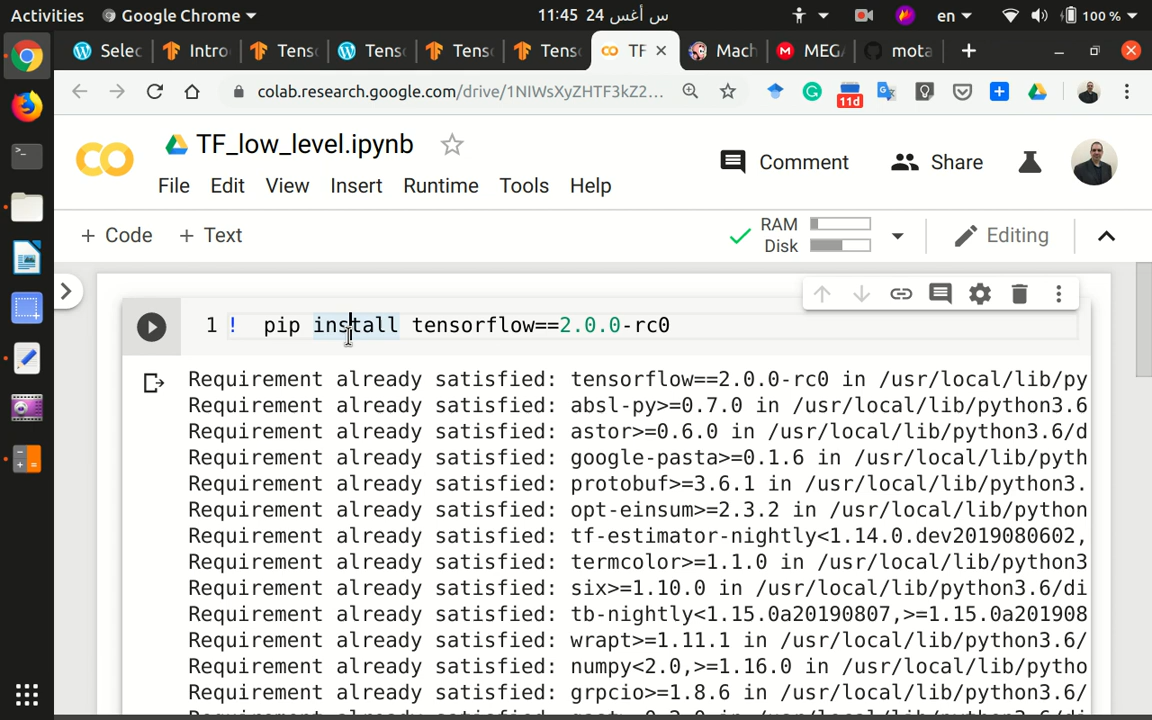 Activities Google Chrome 11:45 24 س أغس en 100 %
Selec Intro Tens Tens Tens Tens TF Mach MEGA mota
colab.research.google.com/drive/1NIWsXyZHTF3kZ2... 11d
TF_low_level.ipynb
Comment Share
File Edit View Insert Runtime Tools Help
+ Code + Text RAM Disk Editing
1 ! pip install tensorflow==2.0.0-rc0
Requirement already satisfied: tensorflow==2.0.0-rc0 in /usr/local/lib/py
Requirement already satisfied: absl-py>=0.7.0 in /usr/local/lib/python3.6
Requirement already satisfied: astor>=0.6.0 in /usr/local/lib/python3.6/d
Requirement already satisfied: google-pasta>=0.1.6 in /usr/local/lib/pyth
Requirement already satisfied: protobuf>=3.6.1 in /usr/local/lib/python3.
Requirement already satisfied: opt-einsum>=2.3.2 in /usr/local/lib/python
Requirement already satisfied: tf-estimator-nightly<1.14.0.dev2019080602,
Requirement already satisfied: termcolor>=1.1.0 in /usr/local/lib/python3
Requirement already satisfied: six>=1.10.0 in /usr/local/lib/python3.6/di
Requirement already satisfied: tb-nightly<1.15.0a20190807,>=1.15.0a201908
Requirement already satisfied: wrapt>=1.11.1 in /usr/local/lib/python3.6/
Requirement already satisfied: numpy<2.0,>=1.16.0 in /usr/local/lib/pytho
Requirement already satisfied: grpcio>=1.8.6 in /usr/local/lib/python3.6/